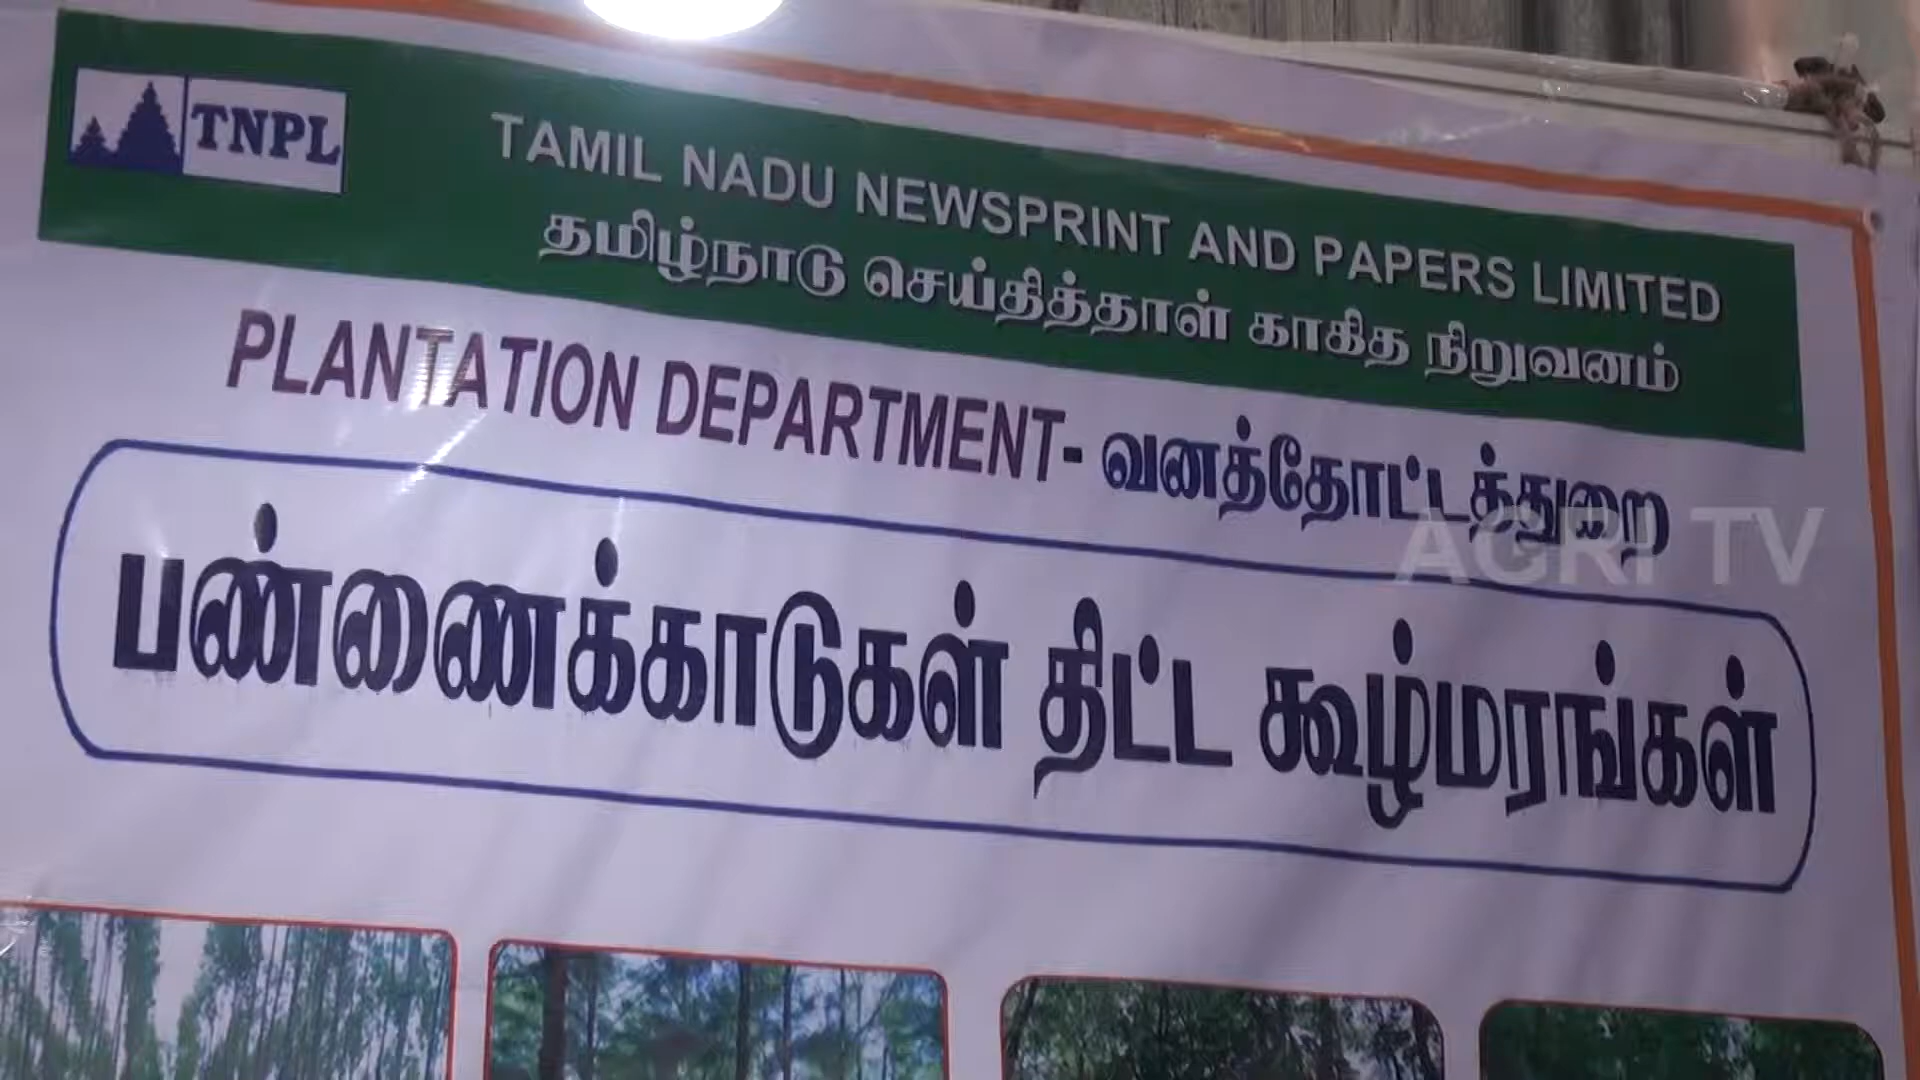 TNPL
TAMIL NADU NEWSPRINT AND PAPERS LIMITED
தமிழ்நாடு செய்தித்தாள் காகித நிறுவனம்
PLANTATION DEPARTMENT- வனத்தோட்டத்துறை
AGRI TV
பண்ணைக்காடுகள் திட்ட கூழ்மரங்கள்